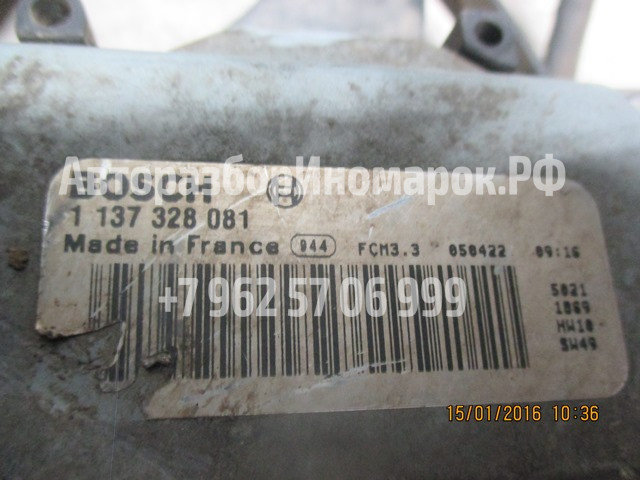 АвторазборИномарок.РФ
BOSCH
1 137 328 081
Made in France 944 FCM3.3 050422 09:16
+79625706999
5021
1869
HW10
SW49
15/01/2016 10:36